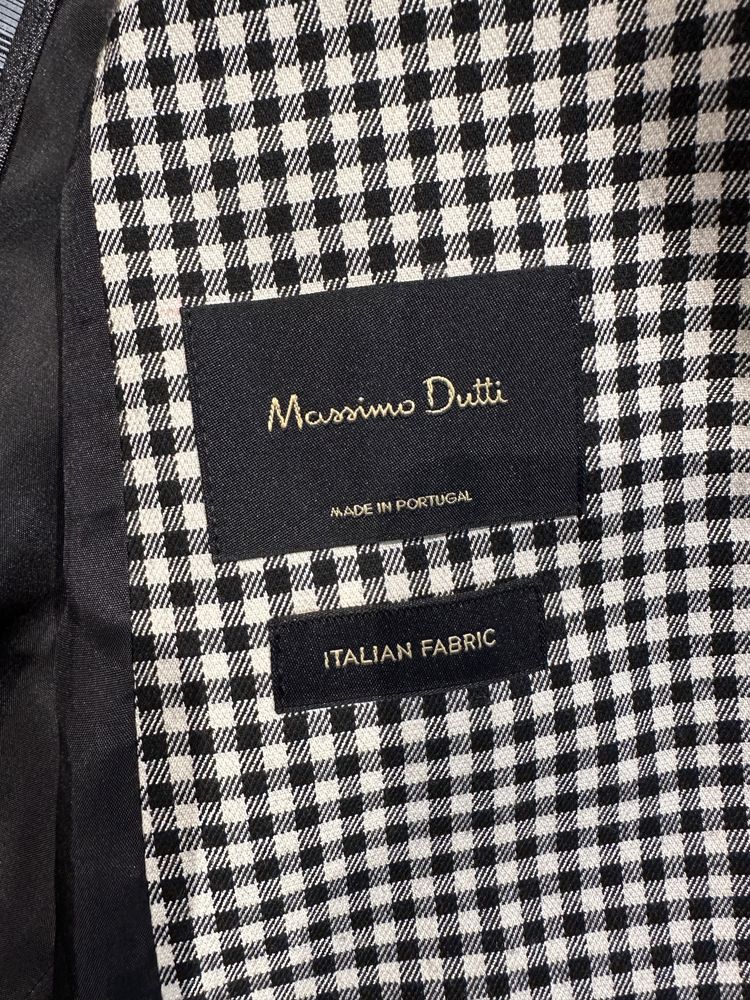 Massimo Dutti
MADE IN PORTUGAL
ITALIAN FABRIC